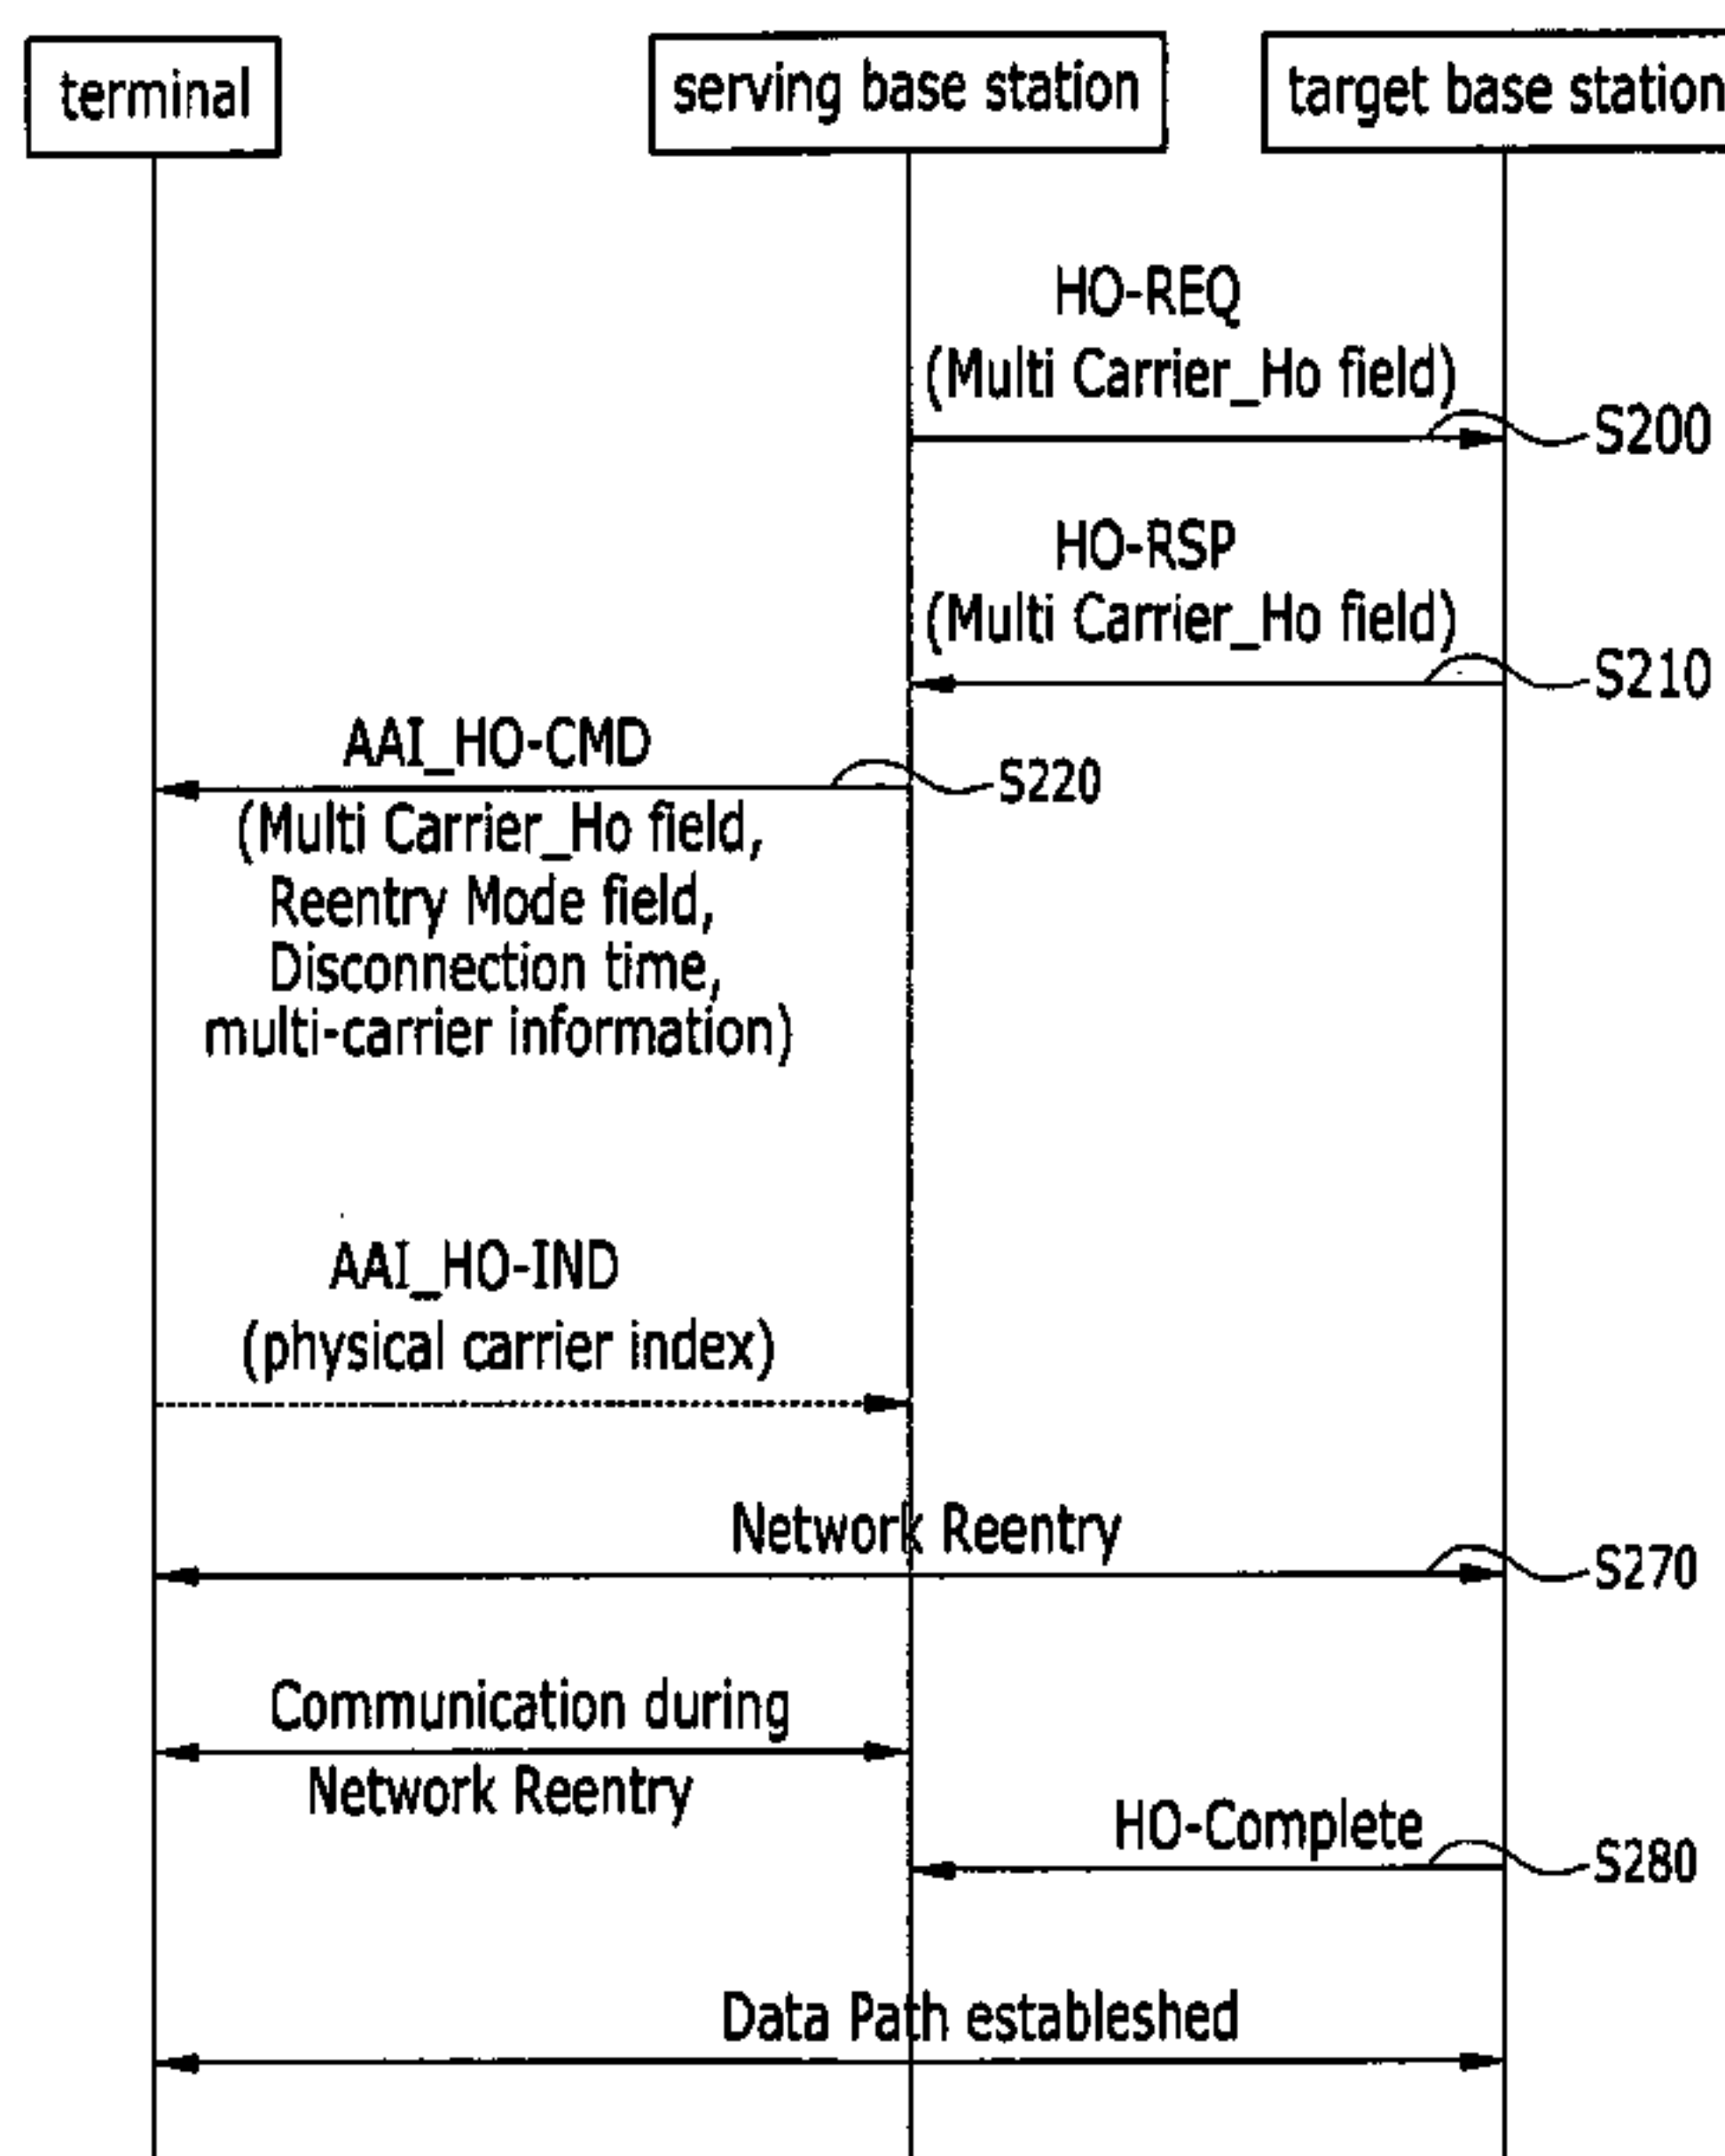 terminal
serving base station
target base station
HO-REQ
(Multi Carrier_Ho field)
S200
HO-RSP
(Multi Carrier_Ho field)
S210
AAI_HO-CMD
S220
(Multi Carrier_Ho field,
Reentry Mode field,
Disconnection time,
multi-carrier information)
AAI_HO-IND
(physical carrier index)
Network Reentry
S270
Communication during
Network Reentry
HO-Complete
S280
Data Path estableshed